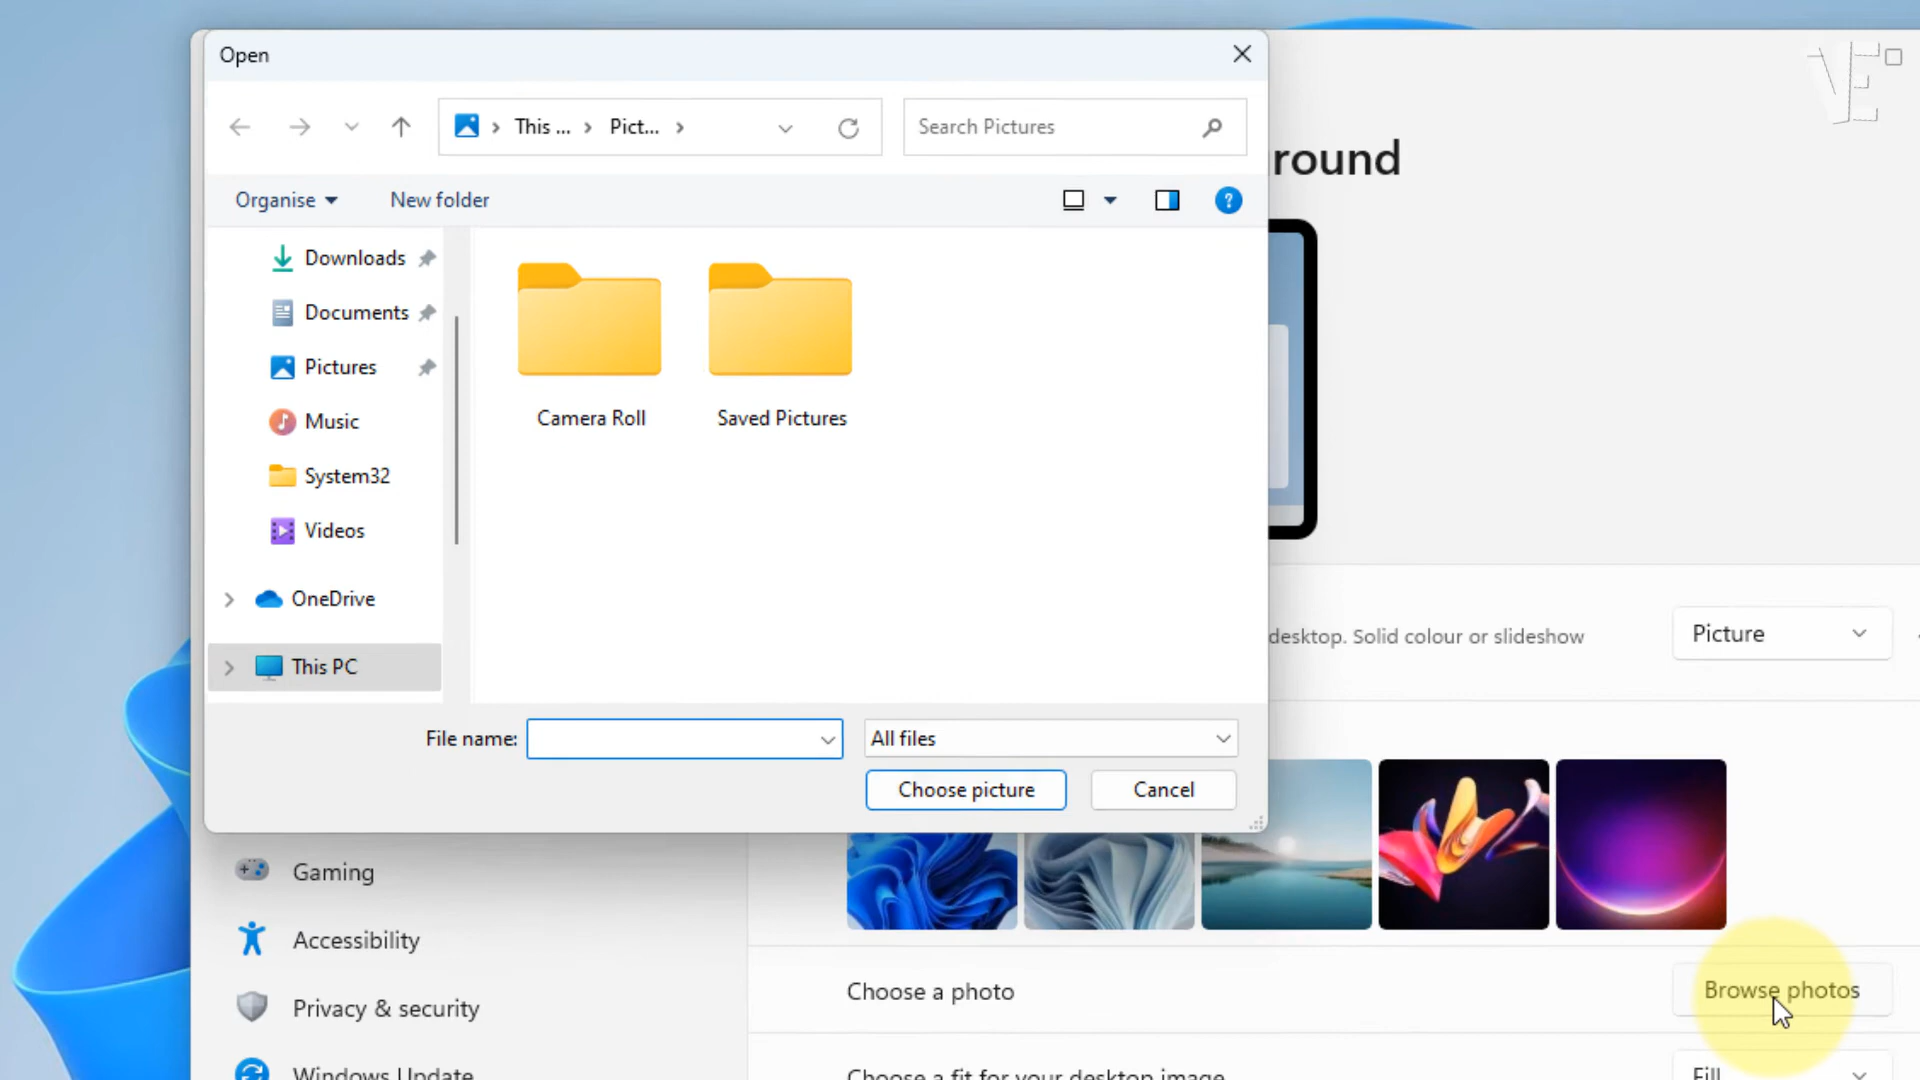 Open
This ...
Pict...
Search Pictures
Organise
New folder
Downloads
Documents
Pictures
Music
System32
Videos
OneDrive
This PC
Camera Roll
Saved Pictures
File name:
All files
Choose picture
Cancel
round
desktop. Solid colour or slideshow
Picture
Gaming
Accessibility
Privacy & security
Windows Update
Choose a photo
Browse photos
Choose a fit for your desktop image
Fill
VE